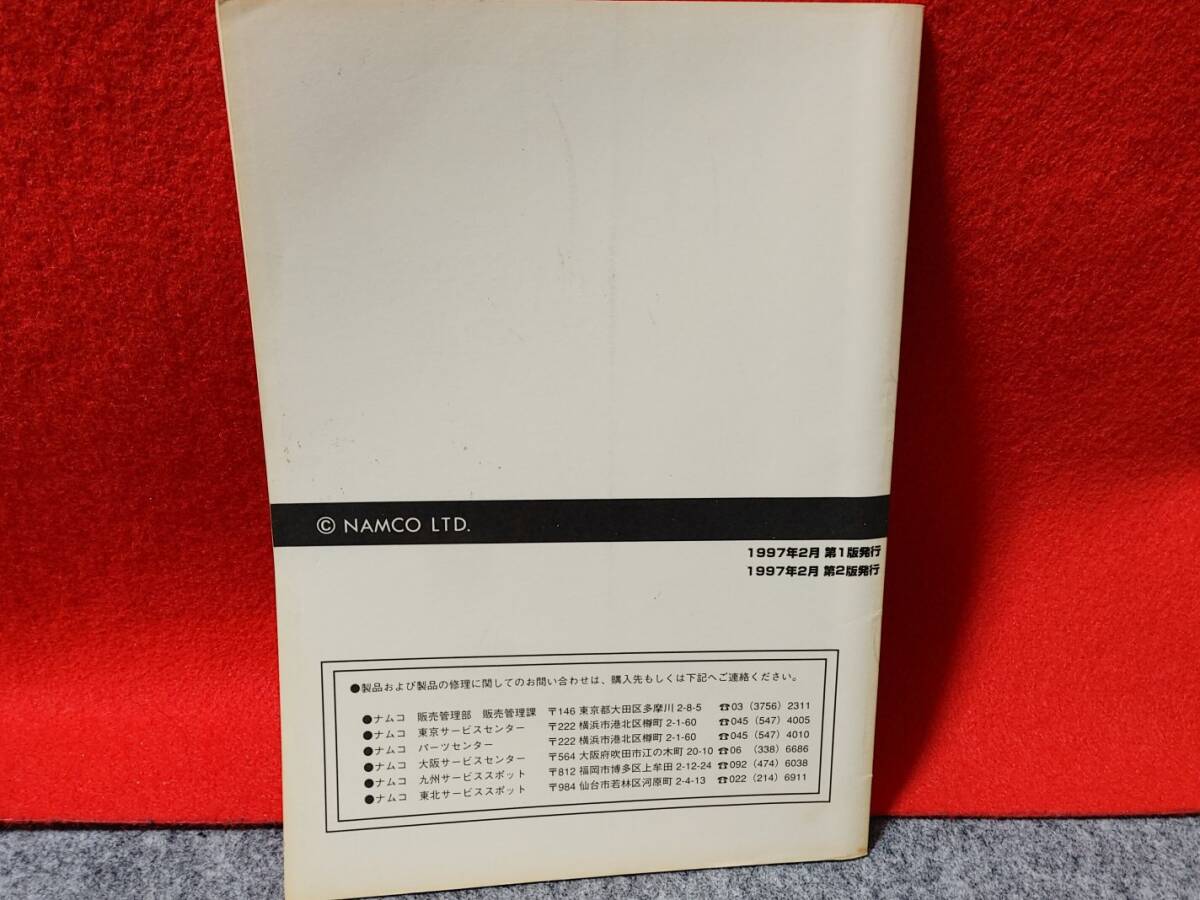 © NAMCO LTD.
1997年2月 第1版発行
1997年2月 第2版発行
●製品および製品の修理に関してのお問い合わせは、購入先もしくは下記へご連絡ください。
●ナムコ 販売管理部 販売管理課 〒146 東京都大田区多摩川 2-8-5 ☎03 (3756) 2311
●ナムコ 東京サービスセンター 〒222 横浜市港北区樽町 2-1-60 ☎045 (547) 4005
●ナムコ パーツセンター 〒222 横浜市港北区樽町 2-1-60 ☎045 (547) 4010
●ナムコ 大阪サービスセンター 〒564 大阪府吹田市江の木町 20-10 ☎06 (338) 6686
●ナムコ 九州サービススポット 〒812 福岡市博多区上牟田 2-12-24 ☎092 (474) 6038
●ナムコ 東北サービススポット 〒984 仙台市若林区河原町 2-4-13 ☎022 (214) 6911